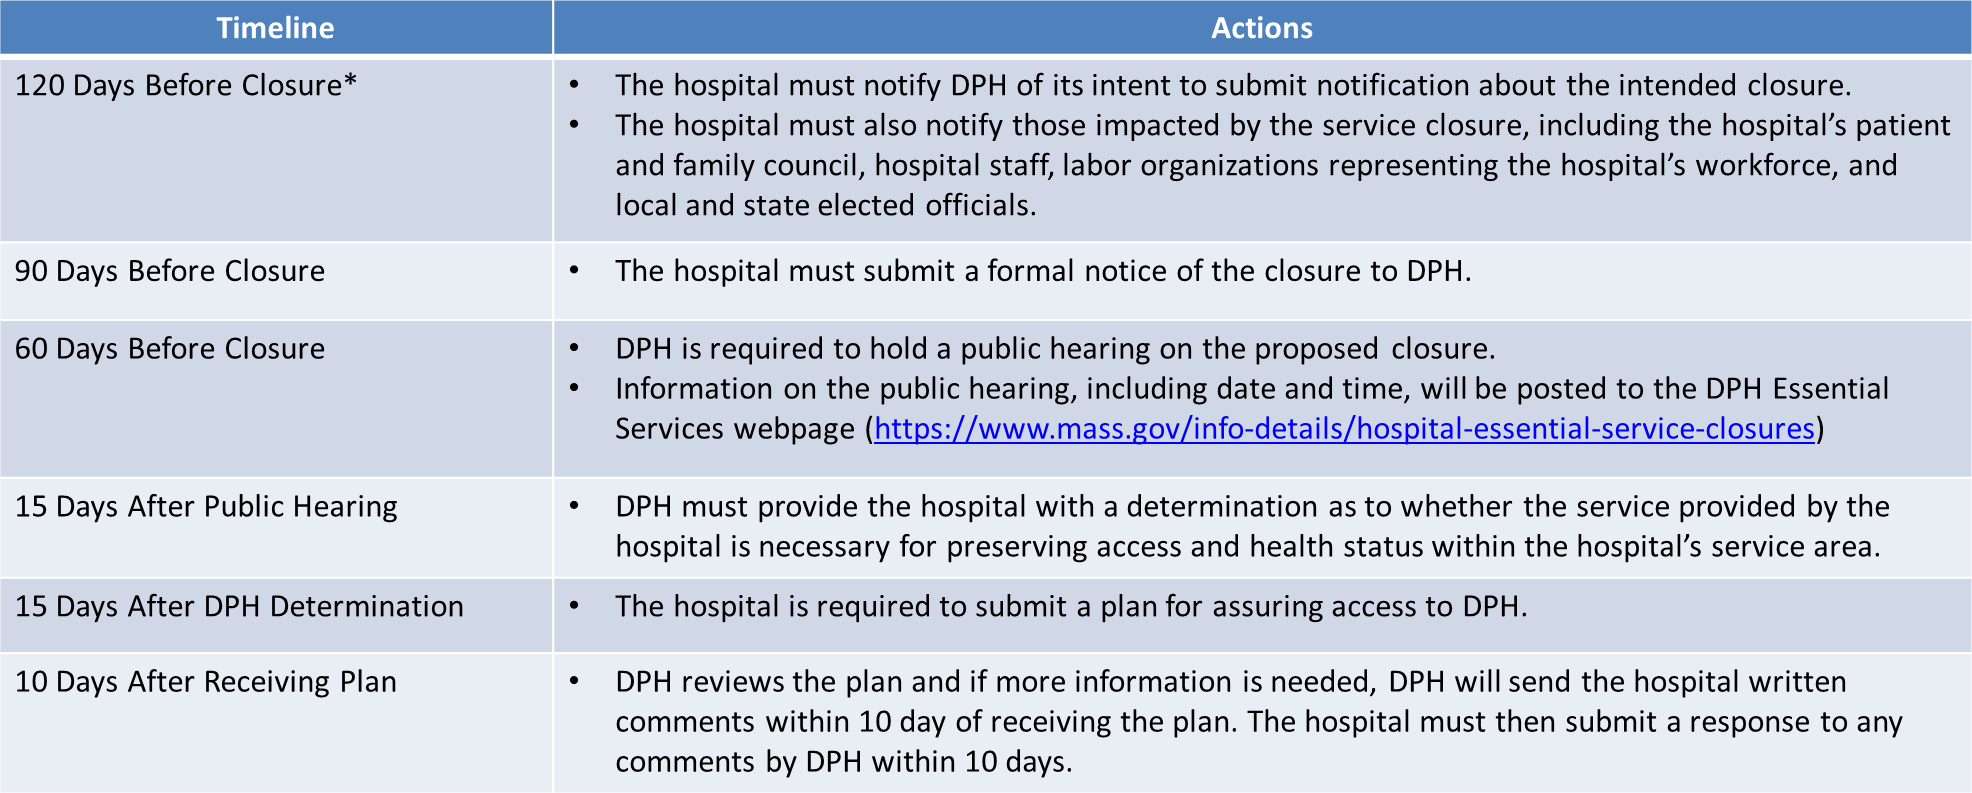 Timeline
Actions
120 Days Before Closure*
• The hospital must notify DPH of its intent to submit notification about the intended closure.
• The hospital must also notify those impacted by the service closure, including the hospital’s patient
and family council, hospital staff, labor organizations representing the hospital’s workforce, and
local and state elected officials.
90 Days Before Closure
• The hospital must submit a formal notice of the closure to DPH.
60 Days Before Closure
• DPH is required to hold a public hearing on the proposed closure.
• Information on the public hearing, including date and time, will be posted to the DPH Essential
Services webpage (https://www.mass.gov/info-details/hospital-essential-service-closures)
15 Days After Public Hearing
• DPH must provide the hospital with a determination as to whether the service provided by the
hospital is necessary for preserving access and health status within the hospital’s service area.
15 Days After DPH Determination
• The hospital is required to submit a plan for assuring access to DPH.
10 Days After Receiving Plan
• DPH reviews the plan and if more information is needed, DPH will send the hospital written
comments within 10 day of receiving the plan. The hospital must then submit a response to any
comments by DPH within 10 days.